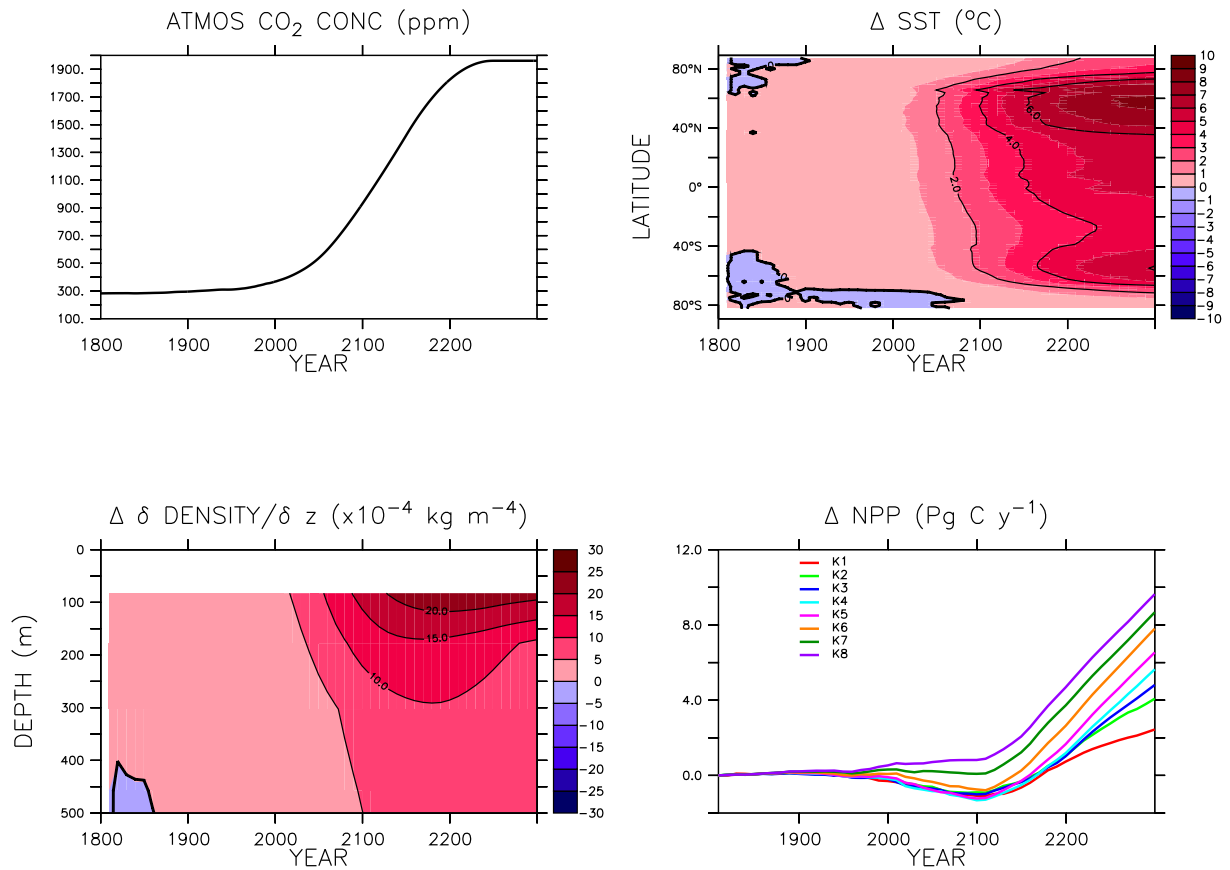 ATMOS CO2 CONC (ppm)
1900.
1700.
1500.
1300.
1100.
900.
700.
500.
300.
100.
1800 1900 2000 2100 2200
YEAR
Δ SST (°C)
LATITUDE
80°N
40°N
0°
40°S
80°S
2.0
4.0
6.0
0
0
0
1800 1900 2000 2100 2200
YEAR
10
9
8
7
6
5
4
3
2
1
0
-1
-2
-3
-4
-5
-6
-7
-8
-9
-10
Δ δ DENSITY/δ z (x10⁻⁴ kg m⁻⁴)
DEPTH (m)
0
100
200
300
400
500
20.0
15.0
10.0
1800 1900 2000 2100 2200
YEAR
30
25
20
15
10
5
0
-5
-10
-15
-20
-25
-30
Δ NPP (Pg C y⁻¹)
12.0
8.0
4.0
0.0
K1
K2
K3
K4
K5
K6
K7
K8
1900 2000 2100 2200
YEAR